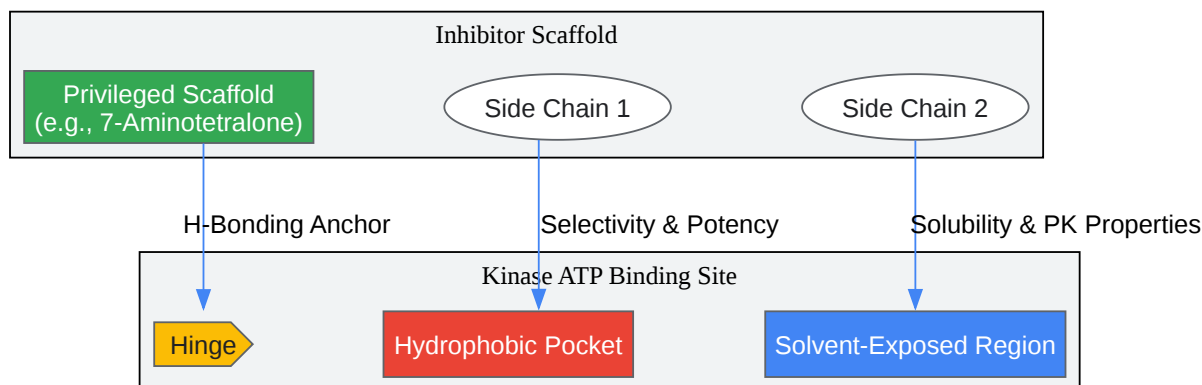 Inhibitor Scaffold
Privileged Scaffold
(e.g., 7-Aminotetralone)
Side Chain 1
Side Chain 2
H-Bonding Anchor
Selectivity & Potency
Solubility & PK Properties
Kinase ATP Binding Site
Hinge
Hydrophobic Pocket
Solvent-Exposed Region